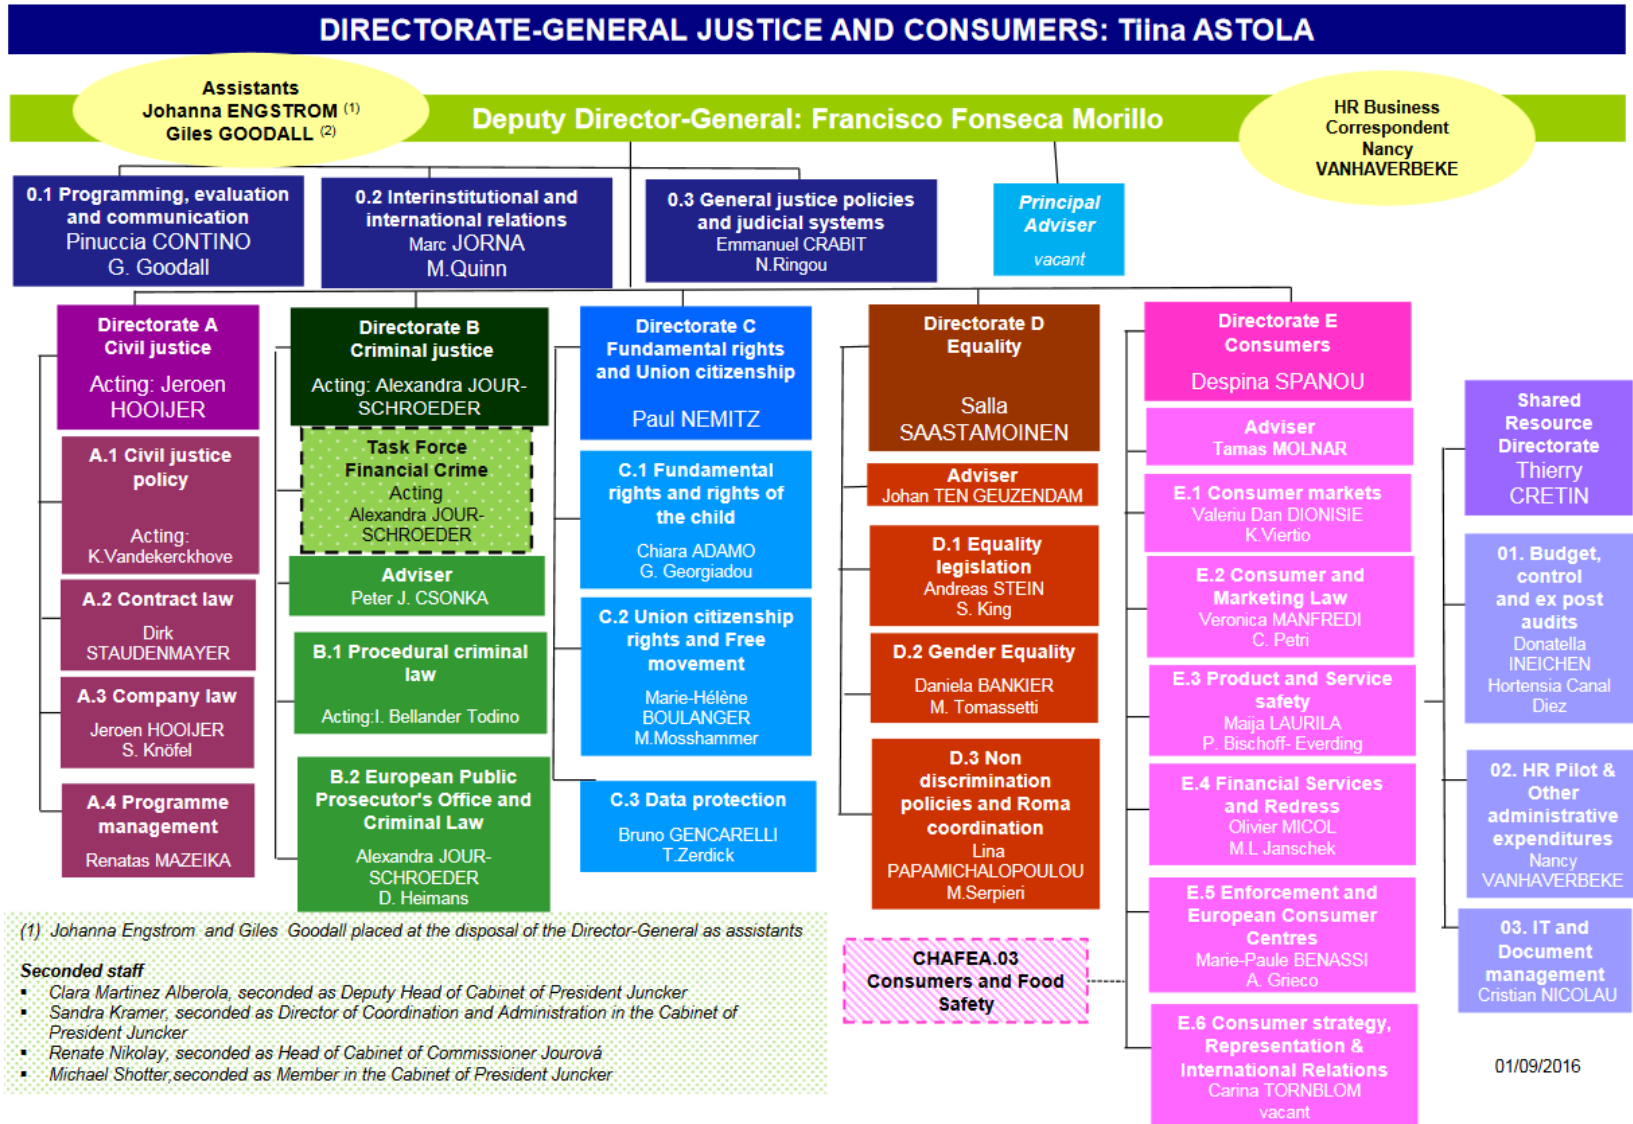 DIRECTORATE-GENERAL JUSTICE AND CONSUMERS: Tiina ASTOLA
Assistants
Johanna ENGSTROM (1)
Giles GOODALL (2)
Deputy Director-General: Francisco Fonseca Morillo
HR Business
Correspondent
Nancy
VANHAVERBEKE
0.1 Programming, evaluation
and communication
Pinuccia CONTINO
G. Goodall
0.2 Interinstitutional and
international relations
Marc JORNA
M.Quinn
0.3 General justice policies
and judicial systems
Emmanuel CRABIT
N.Ringou
Principal
Adviser
vacant
Directorate A
Civil justice
Acting: Jeroen
HOOIJER
A.1 Civil justice
policy
Acting:
K.Vandekerckhove
A.2 Contract law
Dirk
STAUDENMAYER
A.3 Company law
Jeroen HOOIJER
S. Knöfel
A.4 Programme
management
Renatas MAZEIKA
Directorate B
Criminal justice
Acting: Alexandra JOUR-
SCHROEDER
Task Force
Financial Crime
Acting
Alexandra JOUR-
SCHROEDER
Adviser
Peter J. CSONKA
B.1 Procedural criminal
law
Acting:I. Bellander Todino
B.2 European Public
Prosecutor's Office and
Criminal Law
Alexandra JOUR-
SCHROEDER
D. Heimans
Directorate C
Fundamental rights
and Union citizenship
Paul NEMITZ
C.1 Fundamental
rights and rights of
the child
Chiara ADAMO
G. Georgiadou
C.2 Union citizenship
rights and Free
movement
Marie-Hélène
BOULANGER
M.Mosshammer
C.3 Data protection
Bruno GENCARELLI
T.Zerdick
Directorate D
Equality
Salla
SAASTAMOINEN
Adviser
Johan TEN GEUZENDAM
D.1 Equality
legislation
Andreas STEIN
S. King
D.2 Gender Equality
Daniela BANKIER
M. Tomassetti
D.3 Non
discrimination
policies and Roma
coordination
Lina
PAPAMICHALOPOULOU
M.Serpieri
CHAFEA.03
Consumers and Food
Safety
Directorate E
Consumers
Despina SPANOU
Adviser
Tamas MOLNAR
E.1 Consumer markets
Valeriu Dan DIONISIE
K.Viertio
E.2 Consumer and
Marketing Law
Veronica MANFREDI
C. Petri
E.3 Product and Service
safety
Maija LAURILA
P. Bischoff- Everding
E.4 Financial Services
and Redress
Olivier MICOL
M.L Janschek
E.5 Enforcement and
European Consumer
Centres
Marie-Paule BENASSI
A. Grieco
E.6 Consumer strategy,
Representation &
International Relations
Carina TORNBLOM
vacant
Shared
Resource
Directorate
Thierry
CRETIN
01. Budget,
control
and ex post
audits
Donatella
INEICHEN
Hortensia Canal
Diez
02. HR Pilot &
Other
administrative
expenditures
Nancy
VANHAVERBEKE
03. IT and
Document
management
Cristian NICOLAU
(1) Johanna Engstrom and Giles Goodall placed at the disposal of the Director-General as assistants
Seconded staff
▪ Clara Martinez Alberola, seconded as Deputy Head of Cabinet of President Juncker
▪ Sandra Kramer, seconded as Director of Coordination and Administration in the Cabinet of
President Juncker
▪ Renate Nikolay, seconded as Head of Cabinet of Commissioner Jourová
▪ Michael Shotter,seconded as Member in the Cabinet of President Juncker
01/09/2016